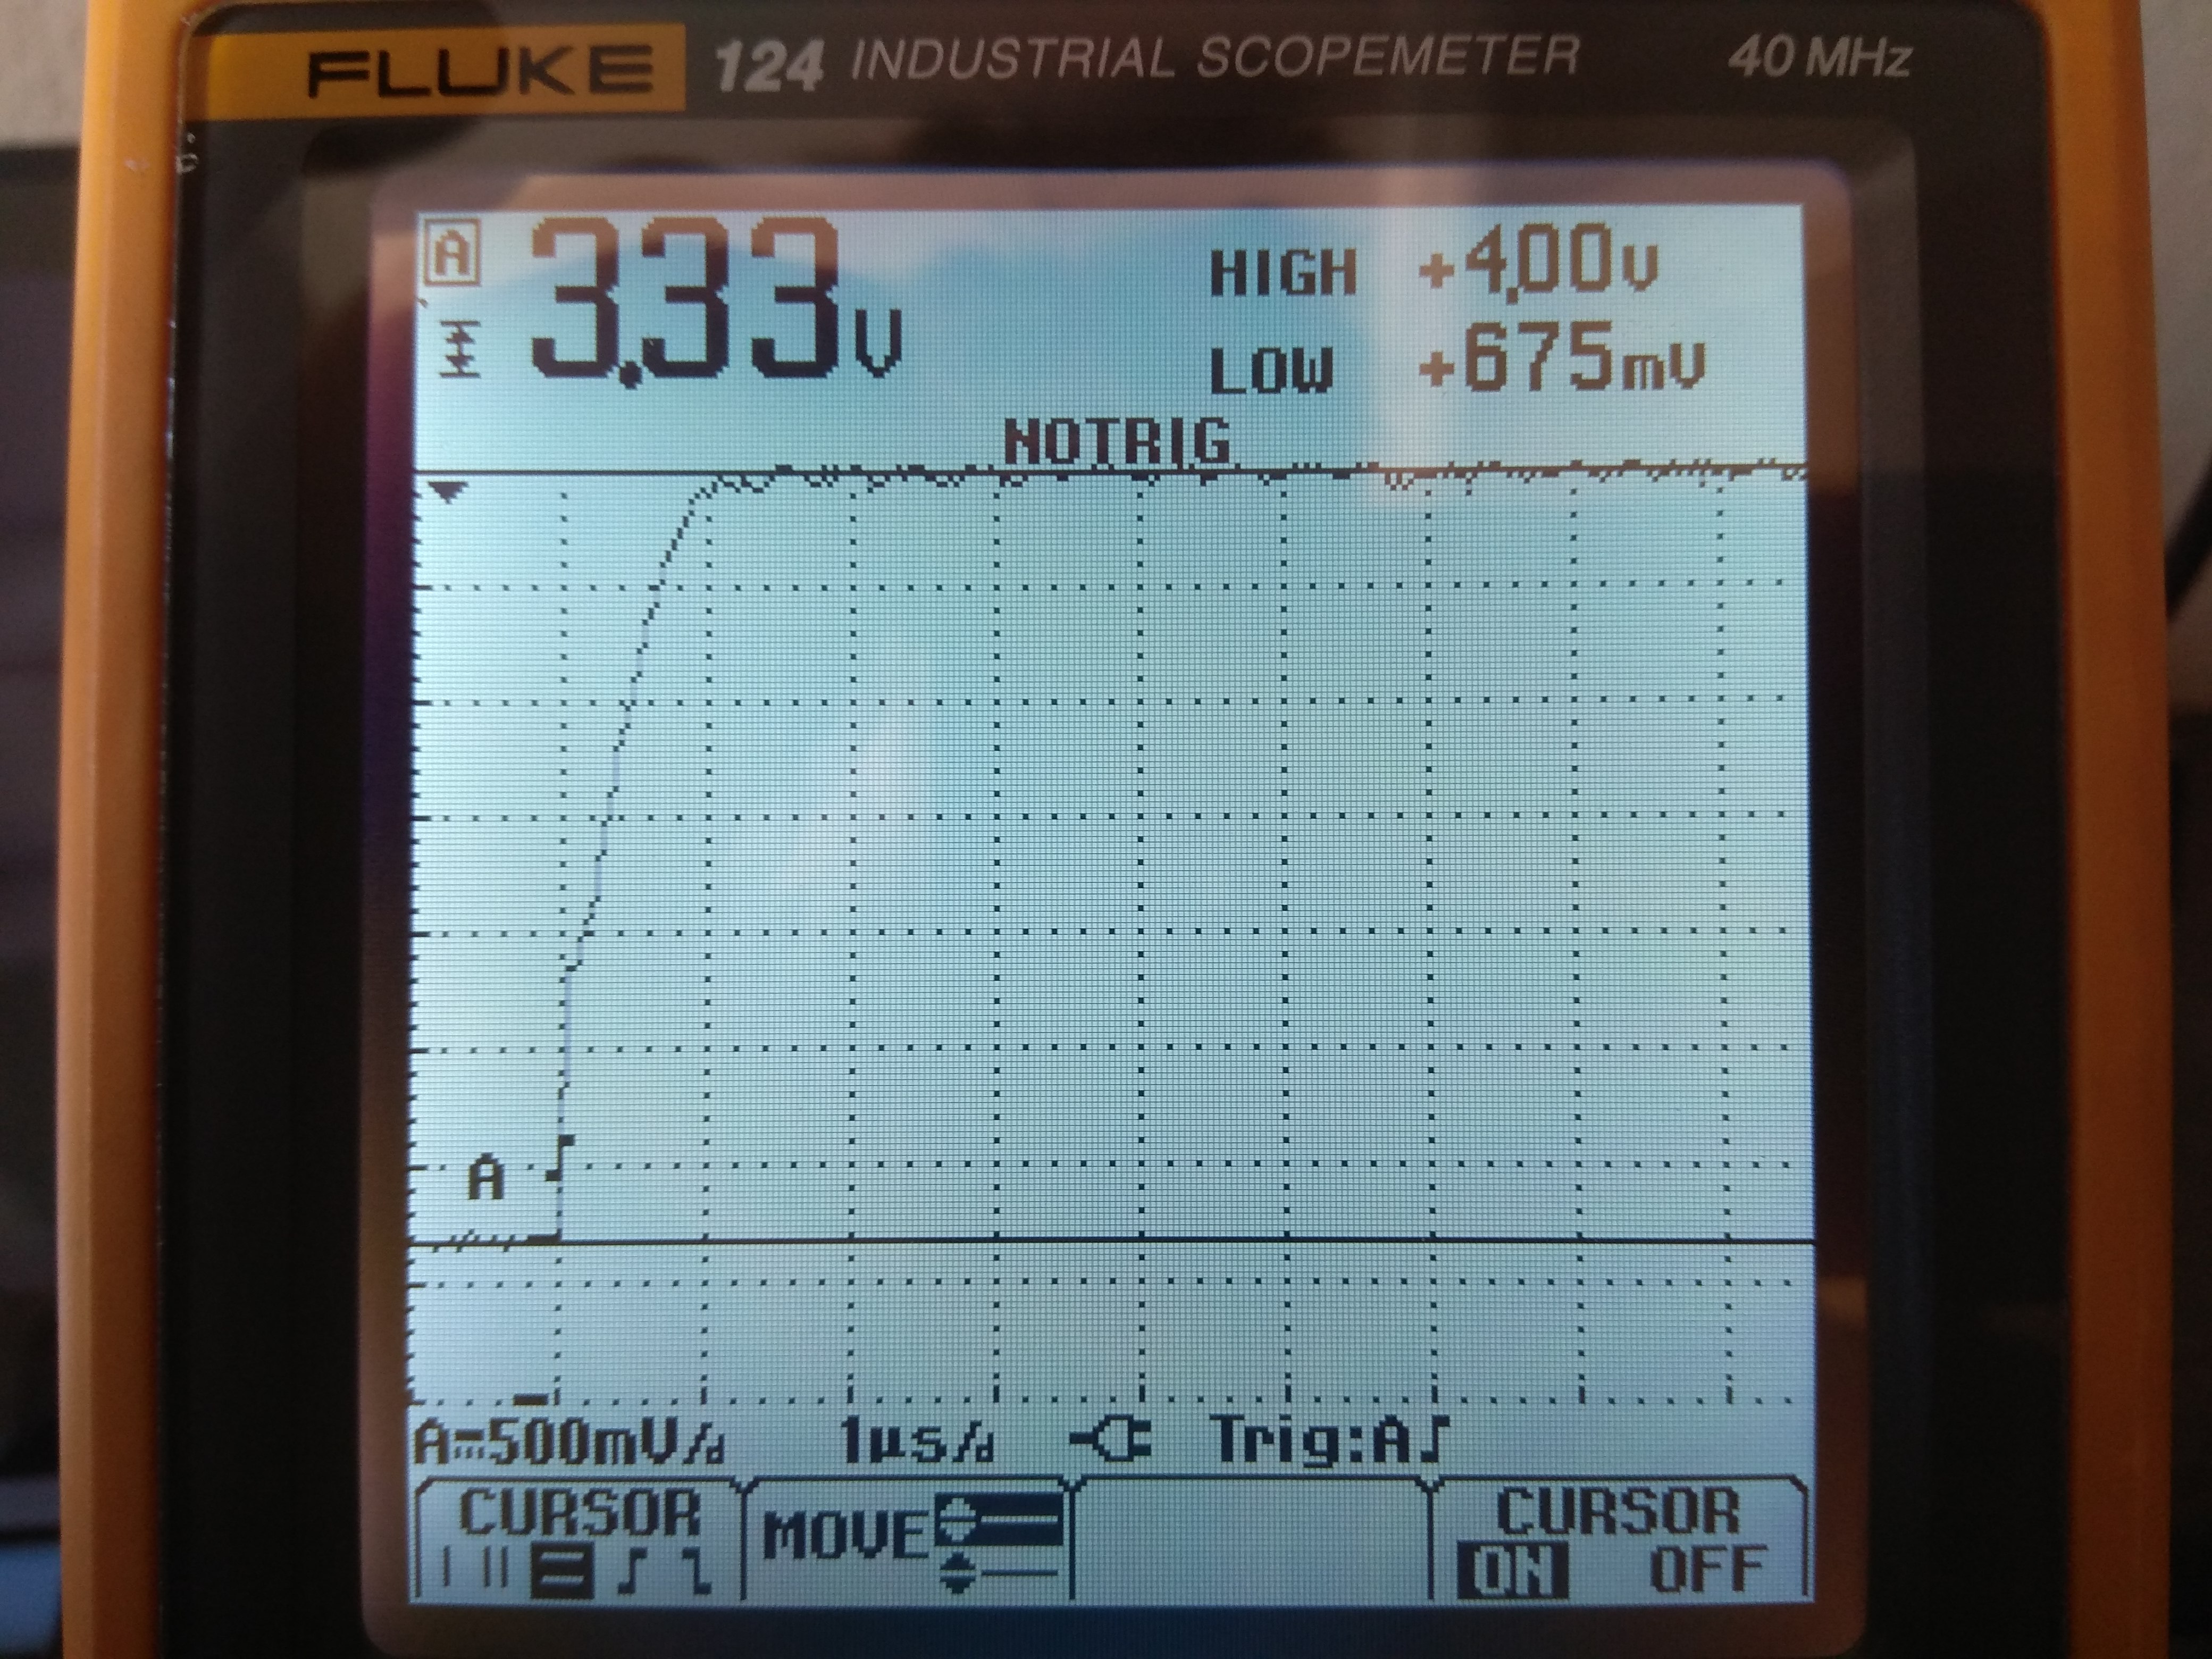 FLUKE 124 INDUSTRIAL SCOPEMETER 40 MHz
A 3.33V HIGH +4.00V
LOW +675mV
NOTRIG
A
A=500mV/d 1µs/d Trig:A
CURSOR MOVE CURSOR
ON OFF